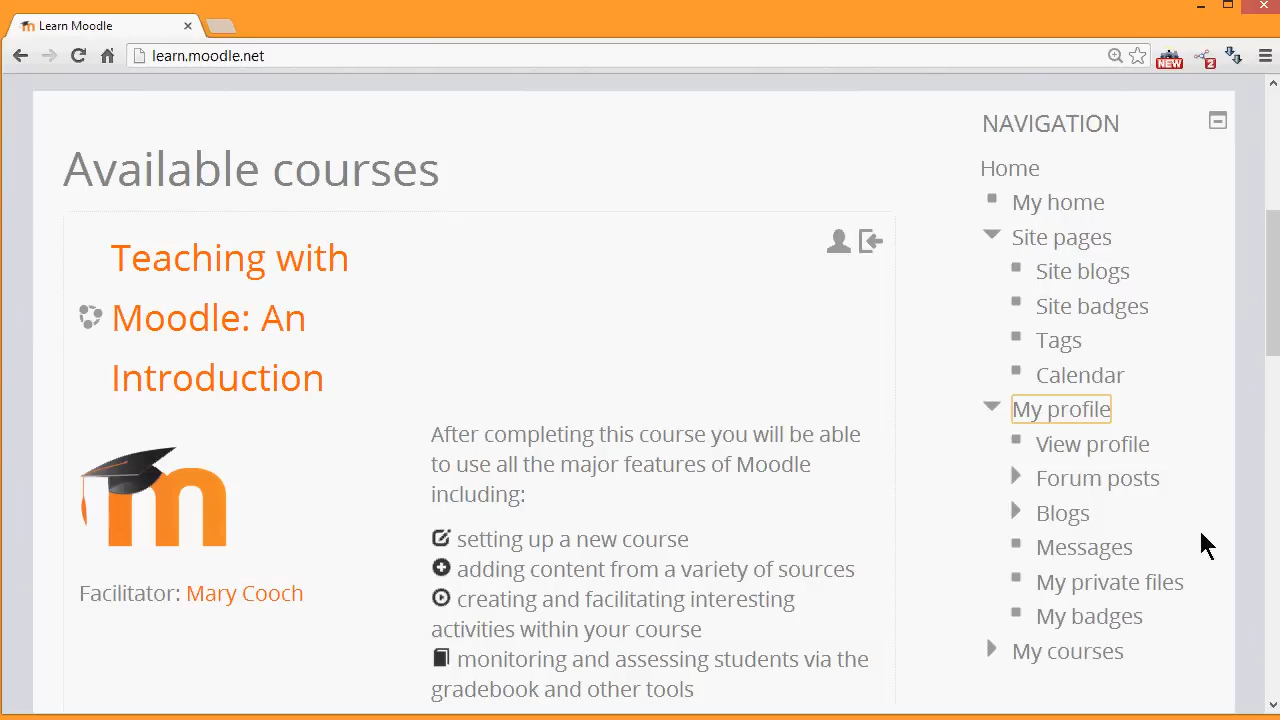 Learn Moodle
learn.moodle.net
NEW
2
Available courses
Teaching with
Moodle: An
Introduction
Facilitator: Mary Cooch
After completing this course you will be able
to use all the major features of Moodle
including:
setting up a new course
adding content from a variety of sources
creating and facilitating interesting
activities within your course
monitoring and assessing students via the
gradebook and other tools
NAVIGATION
Home
My home
Site pages
Site blogs
Site badges
Tags
Calendar
My profile
View profile
Forum posts
Blogs
Messages
My private files
My badges
My courses